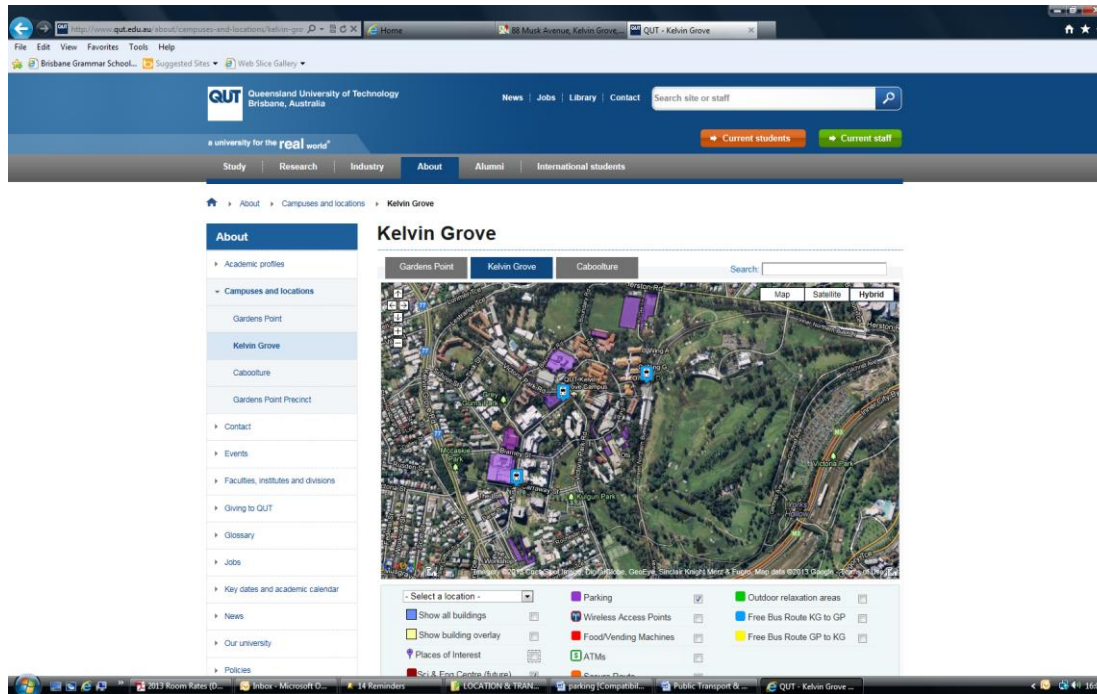 http://www.qut.edu.au/about/campuses-and-locations/kelvin-gro
Home
88 Musk Avenue, Kelvin Grove,...
QUT - Kelvin Grove
File Edit View Favorites Tools Help
Brisbane Grammar School... Suggested Sites Web Slice Gallery
QUT
Queensland University of Technology
Brisbane, Australia
News | Jobs | Library | Contact
Search site or staff
a university for the real world
Current students
Current staff
Study Research Industry About Alumni International students
About Campuses and locations Kelvin Grove
About
Academic profiles
Campuses and locations
Gardens Point
Kelvin Grove
Caboolture
Gardens Point Precinct
Contact
Events
Faculties, institutes and divisions
Giving to QUT
Glossary
Jobs
Key dates and academic calendar
News
Our university
Policies
Kelvin Grove
Gardens Point Kelvin Grove Caboolture
Search:
Map Satellite Hybrid
Victoria Park
Kulgun Park
McCaskie
Park
- Select a location -
Show all buildings
Show building overlay
Places of Interest
Sci & Eng Centre (future)
Parking
Wireless Access Points
Food/Vending Machines
ATMs
Secure Route
Outdoor relaxation areas
Free Bus Route KG to GP
Free Bus Route GP to KG
2013 Room Rates (D...
Inbox - Microsoft O...
14 Reminders
LOCATION & TRAN...
parking [Compatibil...
Public Transport & ...
QUT - Kelvin Grove ...